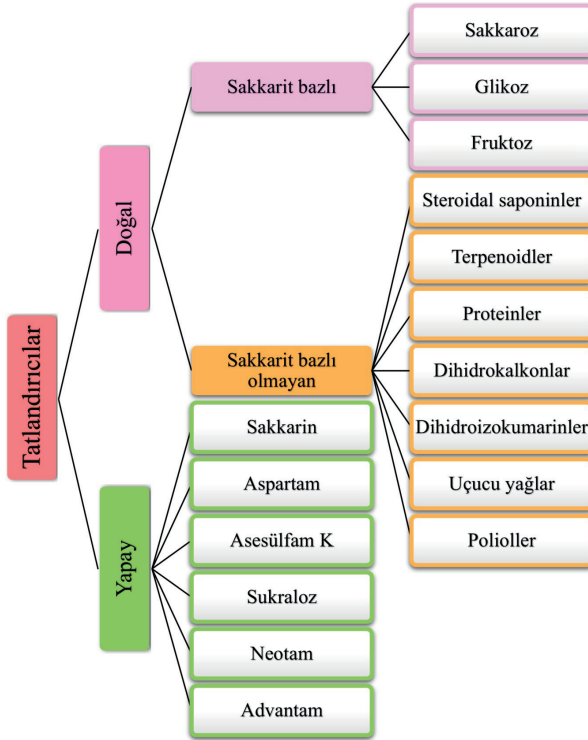 Tatlandırıcılar
Doğal
Sakkarit bazlı
Sakkaroz
Glikoz
Fruktoz
Sakkarit bazlı
olmayan
Steroidal saponinler
Terpenoidler
Proteinler
Dihidrokalkonlar
Dihidroizokumarinler
Uçucu yağlar
Polioller
Yapay
Sakkarin
Aspartam
Asesülfam K
Sukraloz
Neotam
Advantam